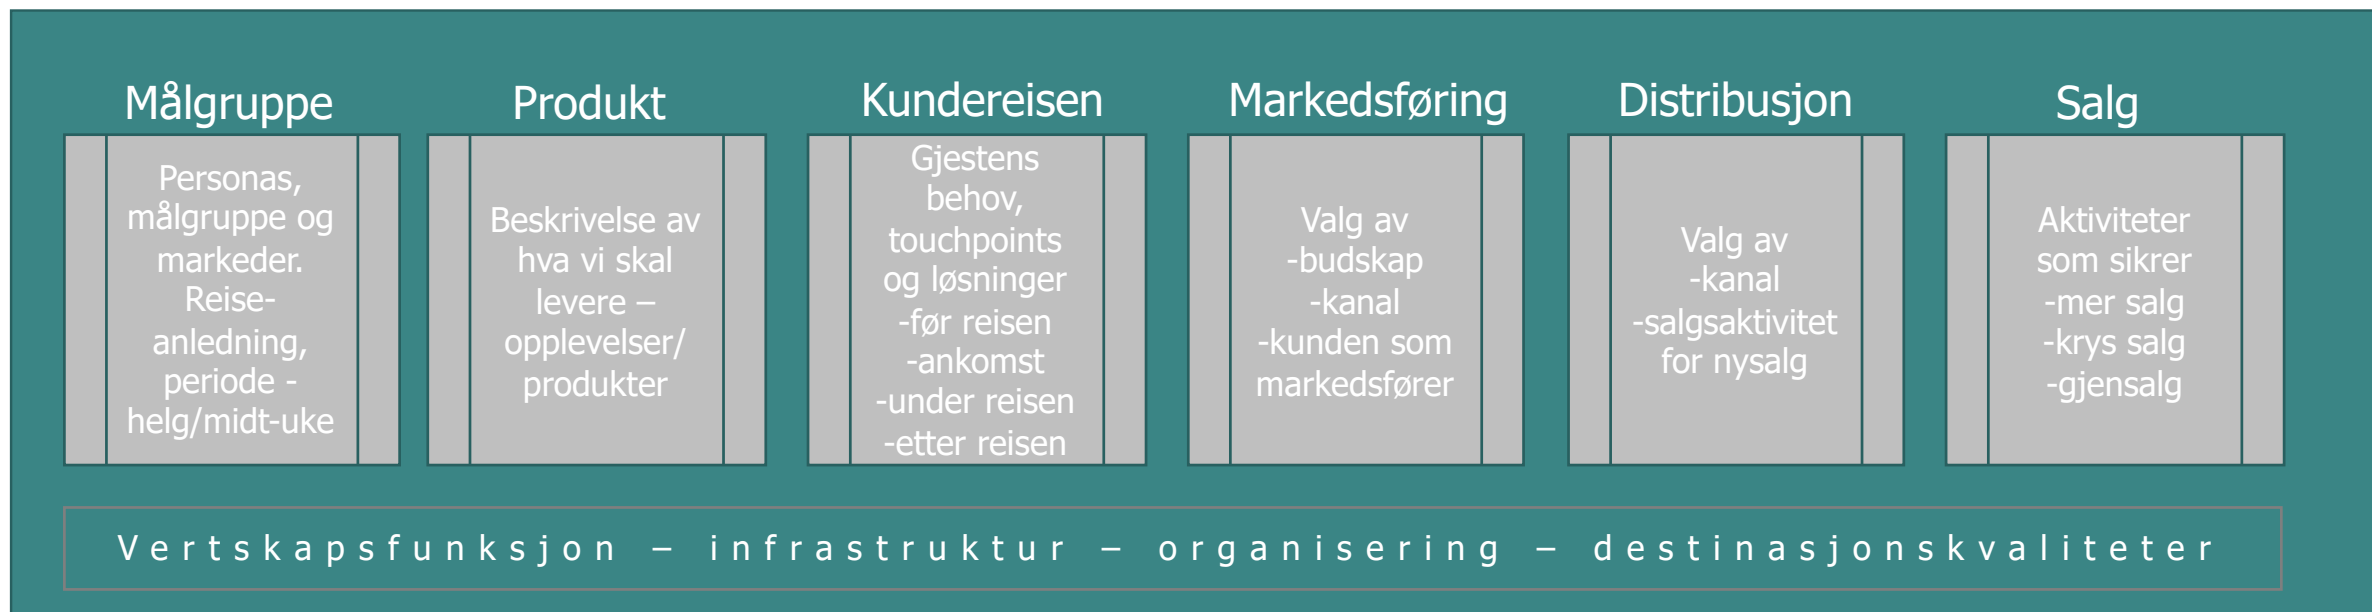 Målgruppe
Personas,
målgruppe og
markeder.
Reise-
anledning,
periode -
helg/midt-uke
Produkt
Beskrivelse av
hva vi skal
levere –
opplevelser/
produkter
Kundereisen
Gjestens
behov,
touchpoints
og løsninger
-før reisen
-ankomst
-under reisen
-etter reisen
Markedsføring
Valg av
-budskap
-kanal
-kunden som
markedsfører
Distribusjon
Valg av
-kanal
-salgsaktivitet
for nysalg
Salg
Aktiviteter
som sikrer
-mer salg
-krys salg
-gjensalg
Vertskapsfunksjon – infrastruktur – organisering – destinasjonskvaliteter